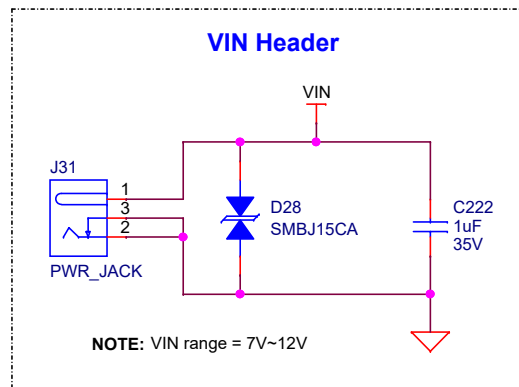 VIN Header
VIN
J31
1
3
2
PWR_JACK
D28
SMBJ15CA
C222
1uF
35V
NOTE: VIN range = 7V~12V